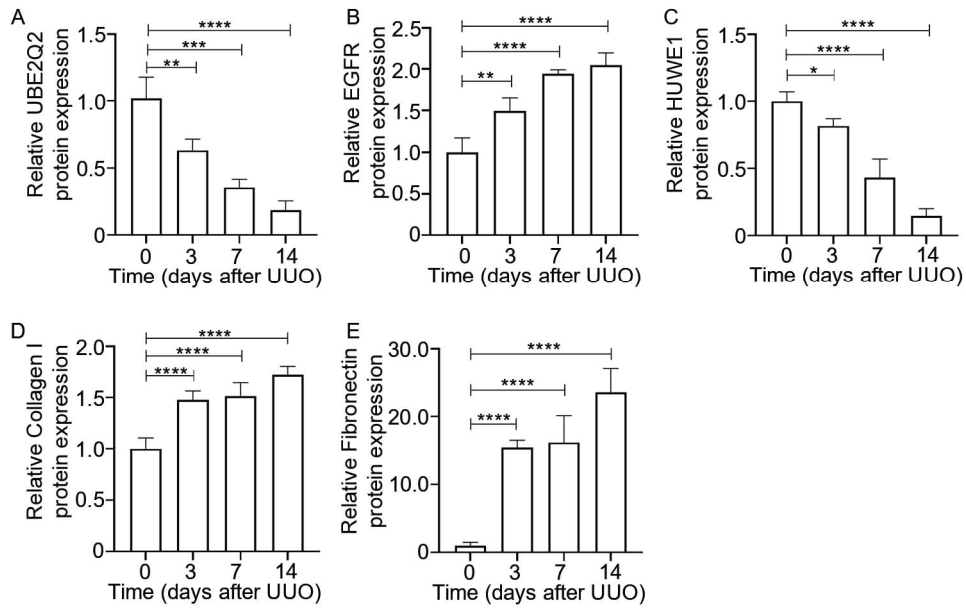 A
Relative UBE2Q2
protein expression
1.5
1.0
0.5
0
****
***
**
0 3 7 14
Time (days after UUO)
B
Relative EGFR
protein expression
2.5
2.0
1.5
1.0
0.5
0
****
****
**
0 3 7 14
Time (days after UUO)
C
Relative HUWE1
protein expression
1.5
1.0
0.5
0
****
****
*
0 3 7 14
Time (days after UUO)
D
Relative Collagen I
protein expression
2.0
1.5
1.0
0.5
0
****
****
****
0 3 7 14
Time (days after UUO)
E
Relative Fibronectin
protein expression
30.0
20.0
10.0
0
****
****
****
0 3 7 14
Time (days after UUO)